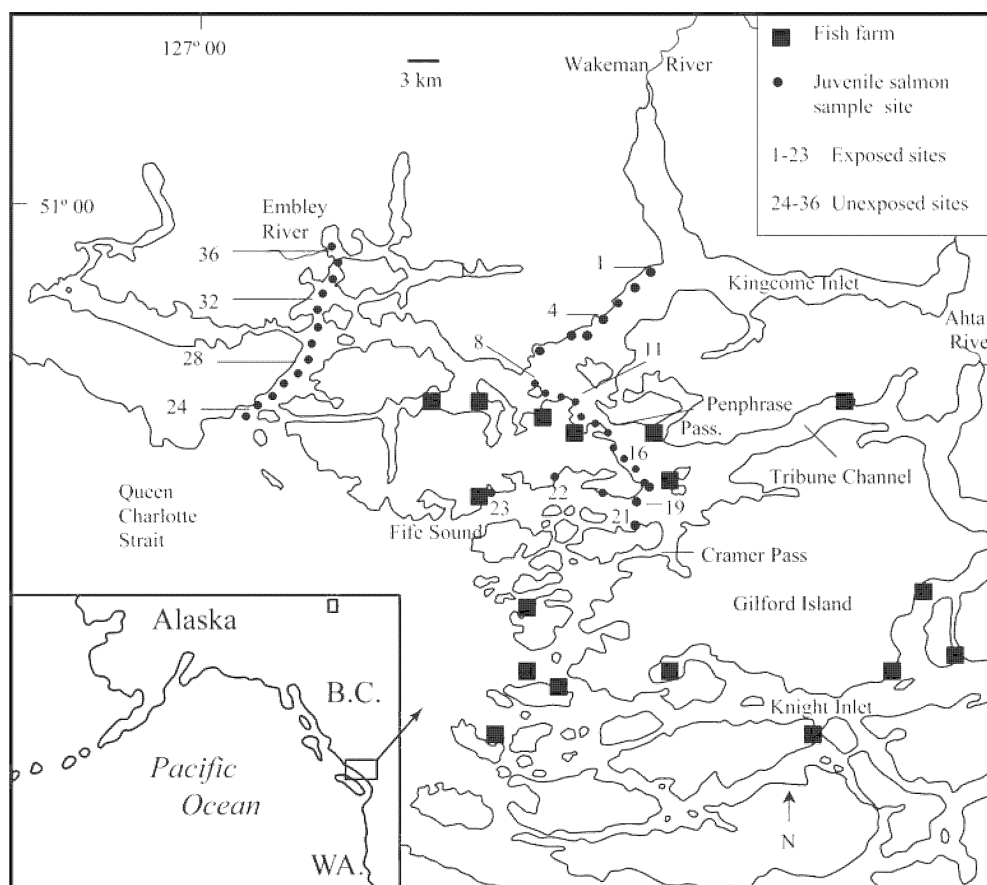 127º 00
3 km
Wakeman River
Fish farm
Juvenile salmon
sample site
1-23 Exposed sites
24-36 Unexposed sites
51º 00
Embley
River
36
32
28
24
1
4
8
11
Kingcome Inlet
Ahta
River
Penphrase
Pass.
16
Tribune Channel
22
23
21
19
Queen
Charlotte
Strait
Fife Sound
Cramer Pass
Gilford Island
Knight Inlet
N
Alaska
B.C.
Pacific
Ocean
WA.